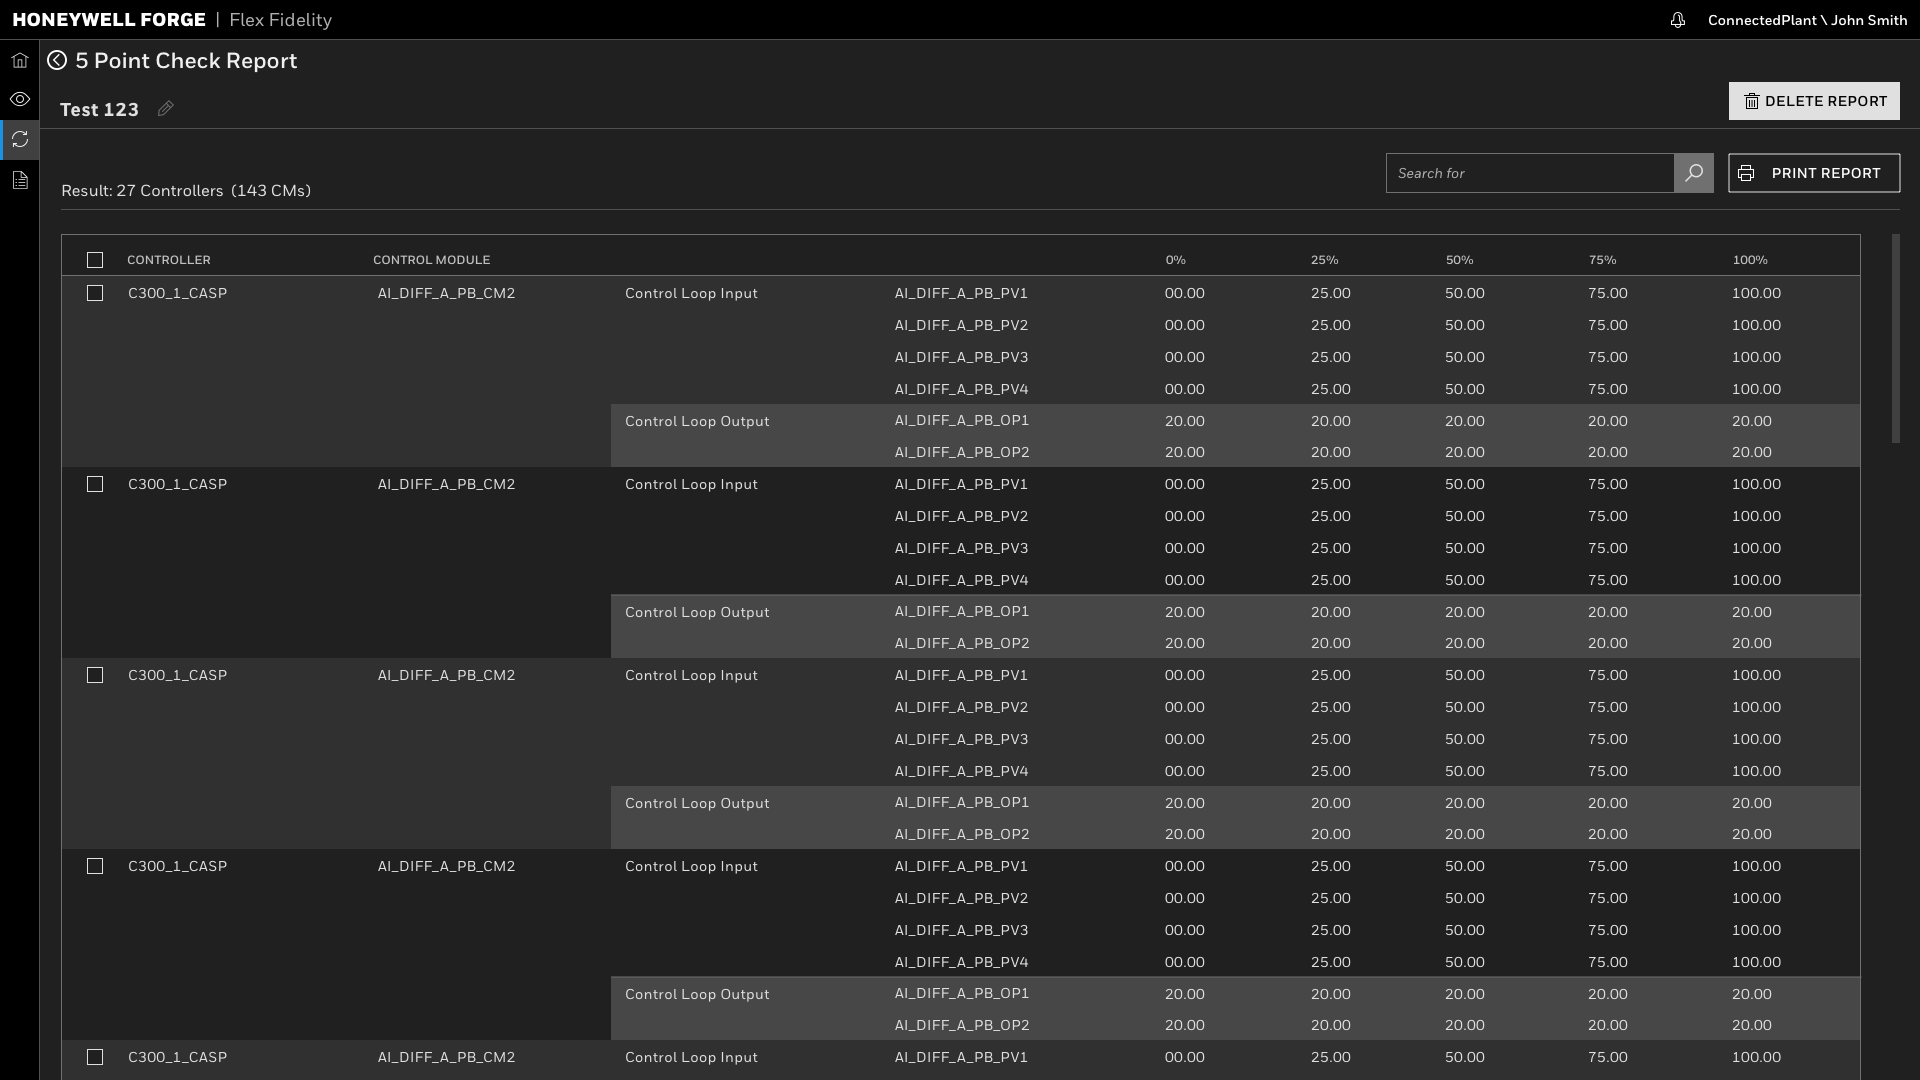 HONEYWELL FORGE | Flex Fidelity
ConnectedPlant \ John Smith
5 Point Check Report
Test 123
DELETE REPORT
Result: 27 Controllers (143 CMs)
Search for
PRINT REPORT
CONTROLLER CONTROL MODULE 0% 25% 50% 75% 100%
C300_1_CASP AI_DIFF_A_PB_CM2 Control Loop Input AI_DIFF_A_PB_PV1 00.00 25.00 50.00 75.00 100.00
AI_DIFF_A_PB_PV2 00.00 25.00 50.00 75.00 100.00
AI_DIFF_A_PB_PV3 00.00 25.00 50.00 75.00 100.00
AI_DIFF_A_PB_PV4 00.00 25.00 50.00 75.00 100.00
Control Loop Output AI_DIFF_A_PB_OP1 20.00 20.00 20.00 20.00 20.00
AI_DIFF_A_PB_OP2 20.00 20.00 20.00 20.00 20.00
C300_1_CASP AI_DIFF_A_PB_CM2 Control Loop Input AI_DIFF_A_PB_PV1 00.00 25.00 50.00 75.00 100.00
AI_DIFF_A_PB_PV2 00.00 25.00 50.00 75.00 100.00
AI_DIFF_A_PB_PV3 00.00 25.00 50.00 75.00 100.00
AI_DIFF_A_PB_PV4 00.00 25.00 50.00 75.00 100.00
Control Loop Output AI_DIFF_A_PB_OP1 20.00 20.00 20.00 20.00 20.00
AI_DIFF_A_PB_OP2 20.00 20.00 20.00 20.00 20.00
C300_1_CASP AI_DIFF_A_PB_CM2 Control Loop Input AI_DIFF_A_PB_PV1 00.00 25.00 50.00 75.00 100.00
AI_DIFF_A_PB_PV2 00.00 25.00 50.00 75.00 100.00
AI_DIFF_A_PB_PV3 00.00 25.00 50.00 75.00 100.00
AI_DIFF_A_PB_PV4 00.00 25.00 50.00 75.00 100.00
Control Loop Output AI_DIFF_A_PB_OP1 20.00 20.00 20.00 20.00 20.00
AI_DIFF_A_PB_OP2 20.00 20.00 20.00 20.00 20.00
C300_1_CASP AI_DIFF_A_PB_CM2 Control Loop Input AI_DIFF_A_PB_PV1 00.00 25.00 50.00 75.00 100.00
AI_DIFF_A_PB_PV2 00.00 25.00 50.00 75.00 100.00
AI_DIFF_A_PB_PV3 00.00 25.00 50.00 75.00 100.00
AI_DIFF_A_PB_PV4 00.00 25.00 50.00 75.00 100.00
Control Loop Output AI_DIFF_A_PB_OP1 20.00 20.00 20.00 20.00 20.00
AI_DIFF_A_PB_OP2 20.00 20.00 20.00 20.00 20.00
C300_1_CASP AI_DIFF_A_PB_CM2 Control Loop Input AI_DIFF_A_PB_PV1 00.00 25.00 50.00 75.00 100.00